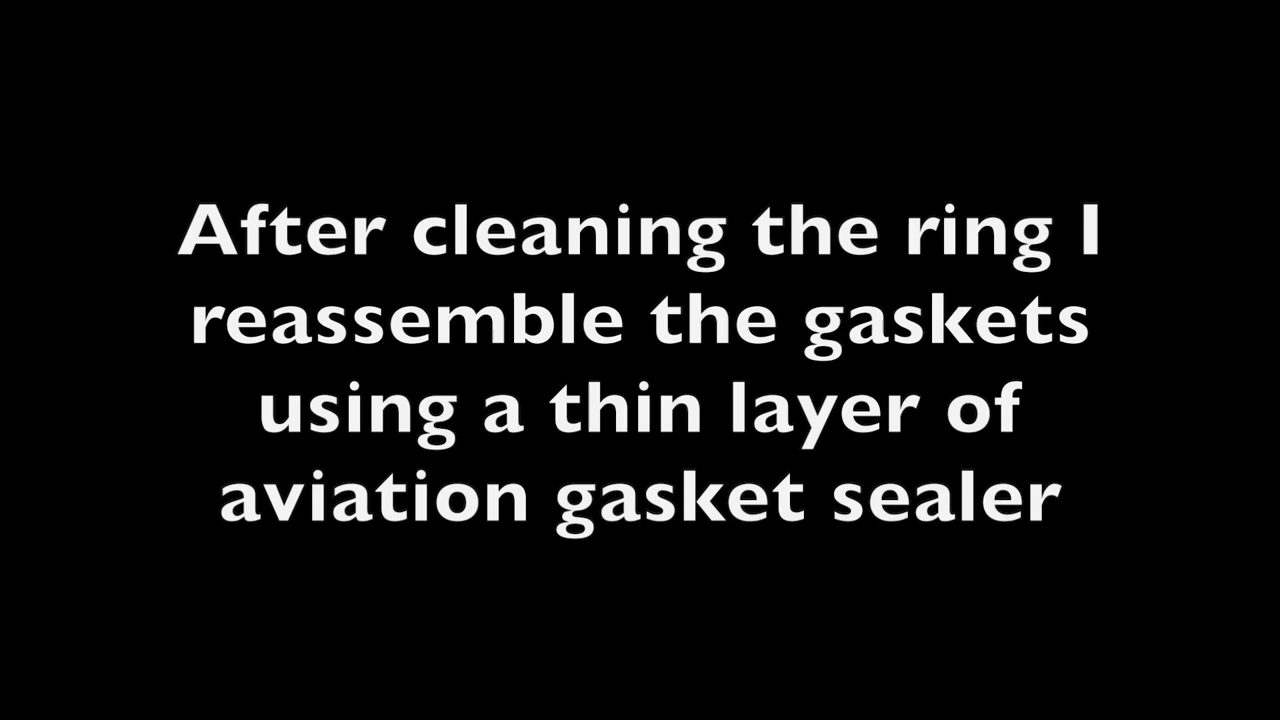 After cleaning the ring I
reassemble the gaskets
using a thin layer of
aviation gasket sealer